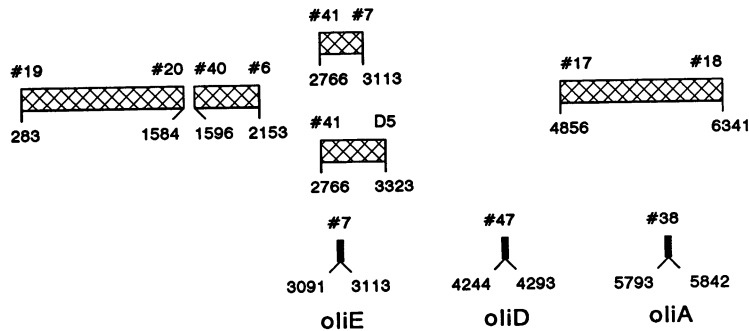 #41 #7
2766 3113
#19 #20 #40 #6
283 1584 1596 2153
#17 #18
4856 6341
#41 D5
2766 3323
#7 #47 #38
3091 3113 4244 4293 5793 5842
oliE oliD oliA